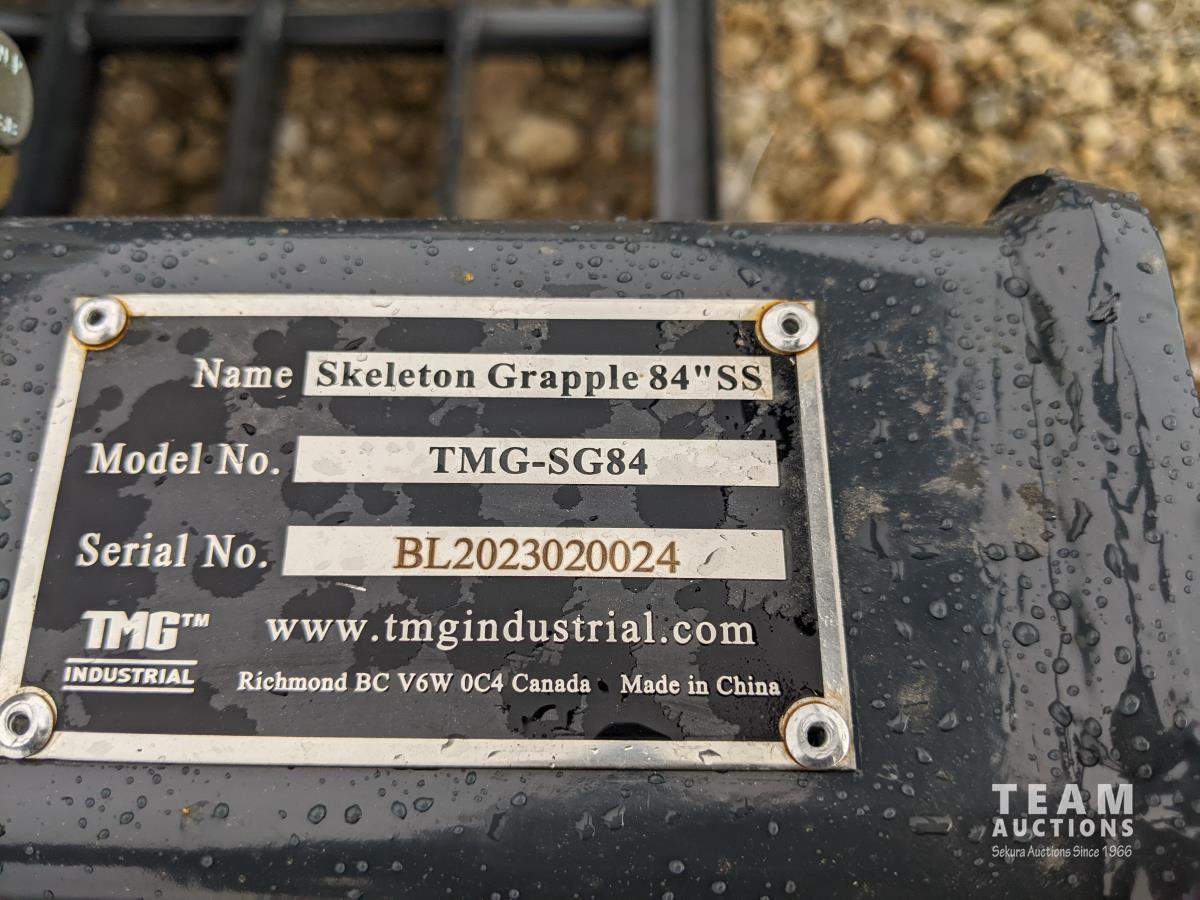 Name Skeleton Grapple 84"SS
Model No. TMG-SG84
Serial No. BL2023020024
TMG™ INDUSTRIAL
www.tmgindustrial.com
Richmond BC V6W 0C4 Canada Made in China
TEAM
AUCTIONS
Sekura Auctions Since 1966